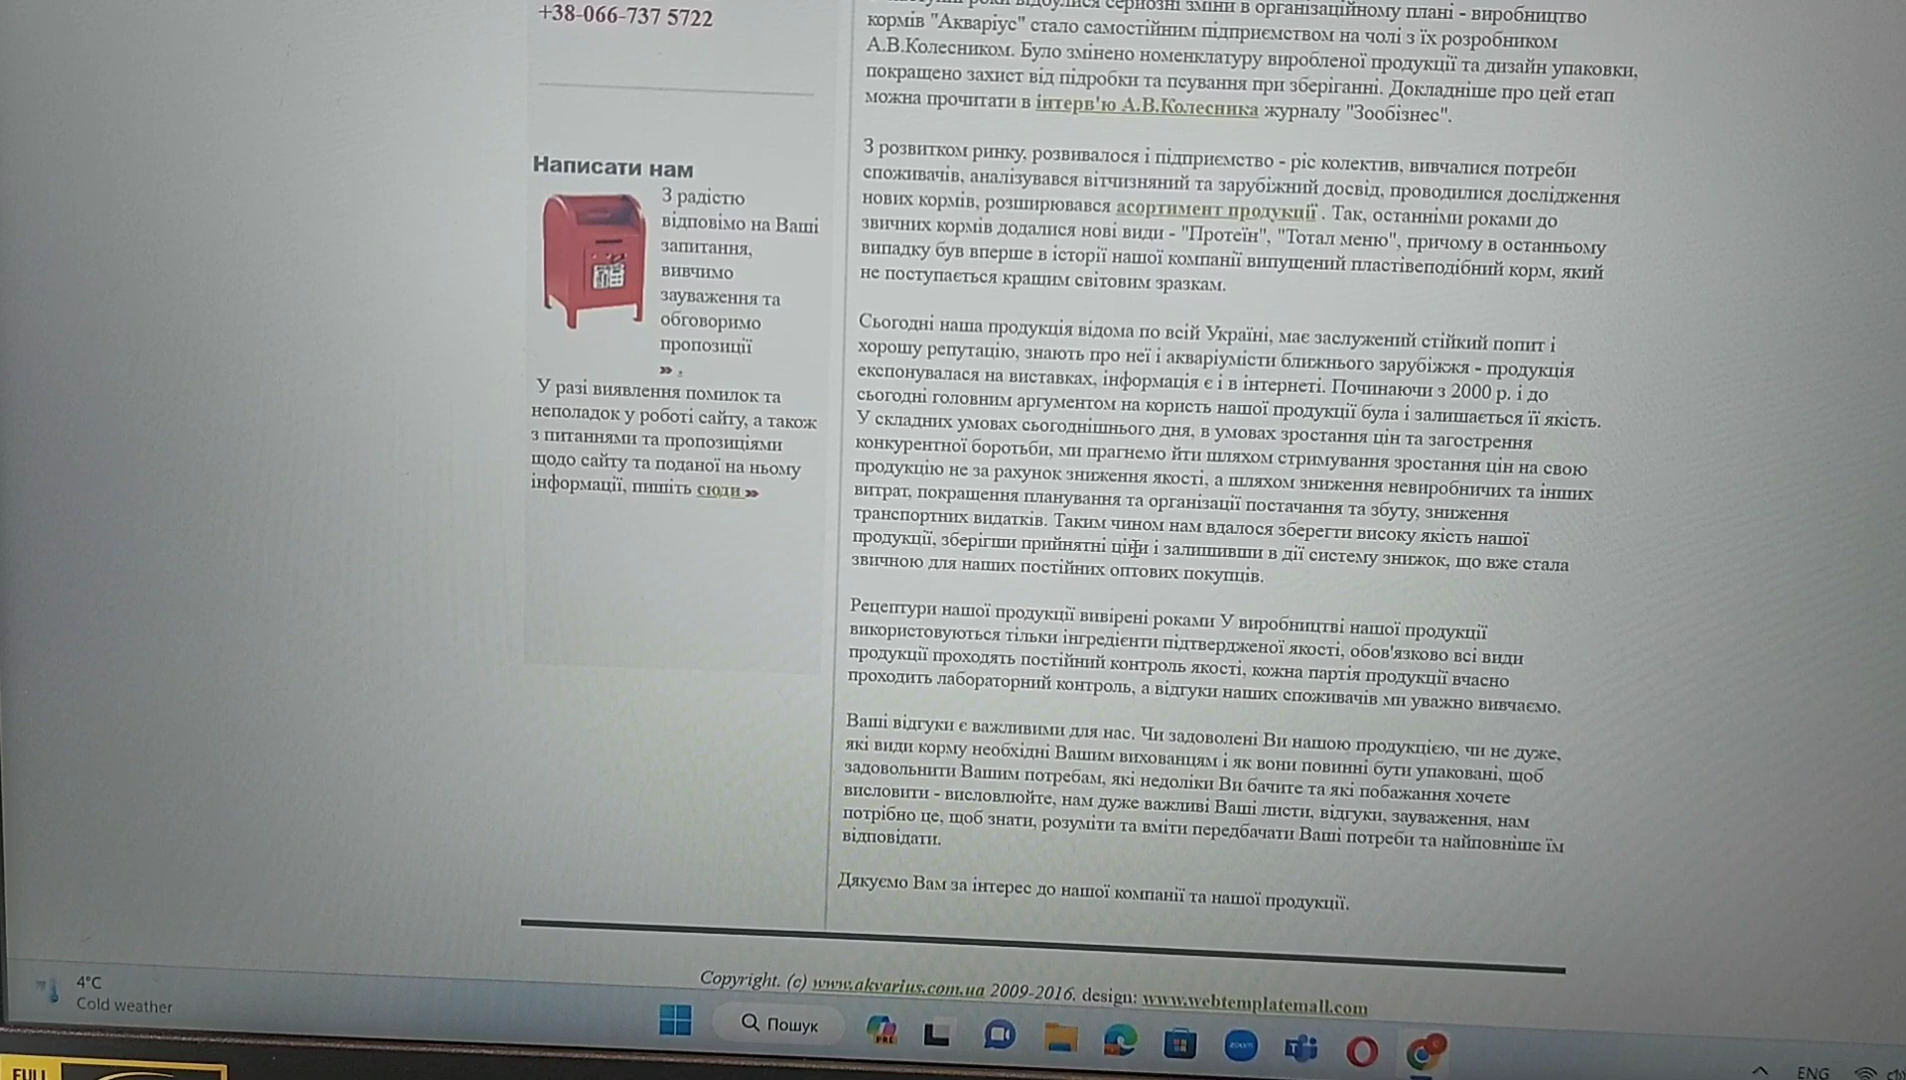 +38-066-737 5722
Написати нам
З радістю
відповімо на Ваші
запитання,
вивчимо
зауваження та
обговоримо
пропозиції
» .
У разі виявлення помилок та
неполадок у роботі сайту, а також
з питаннями та пропозиціями
щодо сайту та поданої на ньому
інформації, пишіть сюди »
роки відбулися серйозні зміни в організаційному плані - виробництво
кормів "Акваріус" стало самостійним підприємством на чолі з їх розробником
А.В.Колесником. Було змінено номенклатуру виробленої продукції та дизайн упаковки,
покращено захист від підробки та псування при зберіганні. Докладніше про цей етап
можна прочитати в інтерв'ю А.В.Колесника журналу "Зообізнес".
З розвитком ринку, розвивалося і підприємство - ріс колектив, вивчалися потреби
споживачів, аналізувався вітчизняний та зарубіжний досвід, проводилися дослідження
нових кормів, розширювався асортимент продукції . Так, останніми роками до
звичних кормів додалися нові види - "Протеїн", "Тотал меню", причому в останньому
випадку був вперше в історії нашої компанії випущений пластівеподібний корм, який
не поступається кращим світовим зразкам.
Сьогодні наша продукція відома по всій Україні, має заслужений стійкий попит і
хорошу репутацію, знають про неї і акваріумісти ближнього зарубіжжя - продукція
експонувалася на виставках, інформація є і в інтернеті. Починаючи з 2000 р. і до
сьогодні головним аргументом на користь нашої продукції була і залишається її якість.
У складних умовах сьогоднішнього дня, в умовах зростання цін та загострення
конкурентної боротьби, ми прагнемо йти шляхом стримування зростання цін на свою
продукцію не за рахунок зниження якості, а шляхом зниження невиробничих та інших
витрат, покращення планування та організації постачання та збуту, зниження
транспортних видатків. Таким чином нам вдалося зберегти високу якість нашої
продукції, зберігши прийнятні ціни і залишивши в дії систему знижок, що вже стала
звичною для наших постійних оптових покупців.
Рецептури нашої продукції вивірені роками У виробництві нашої продукції
використовуються тільки інгредієнти підтвердженої якості, обов'язково всі види
продукції проходять постійний контроль якості, кожна партія продукції вчасно
проходить лабораторний контроль, а відгуки наших споживачів ми уважно вивчаємо.
Ваші відгуки є важливими для нас. Чи задоволені Ви нашою продукцією, чи не дуже,
які види корму необхідні Вашим вихованцям і як вони повинні бути упаковані, щоб
задовольнити Вашим потребам, які недоліки Ви бачите та які побажання хочете
висловити - висловлюйте, нам дуже важливі Ваші листи, відгуки, зауваження, нам
потрібно це, щоб знати, розуміти та вміти передбачати Ваші потреби та найповніше їм
відповідати.
Дякуємо Вам за інтерес до нашої компанії та нашої продукції.
Copyright. (c) www.akvarius.com.ua 2009-2016. design: www.webtemplatemall.com
4°C
Cold weather
Пошук
PRE
zoom
ENG
FULL